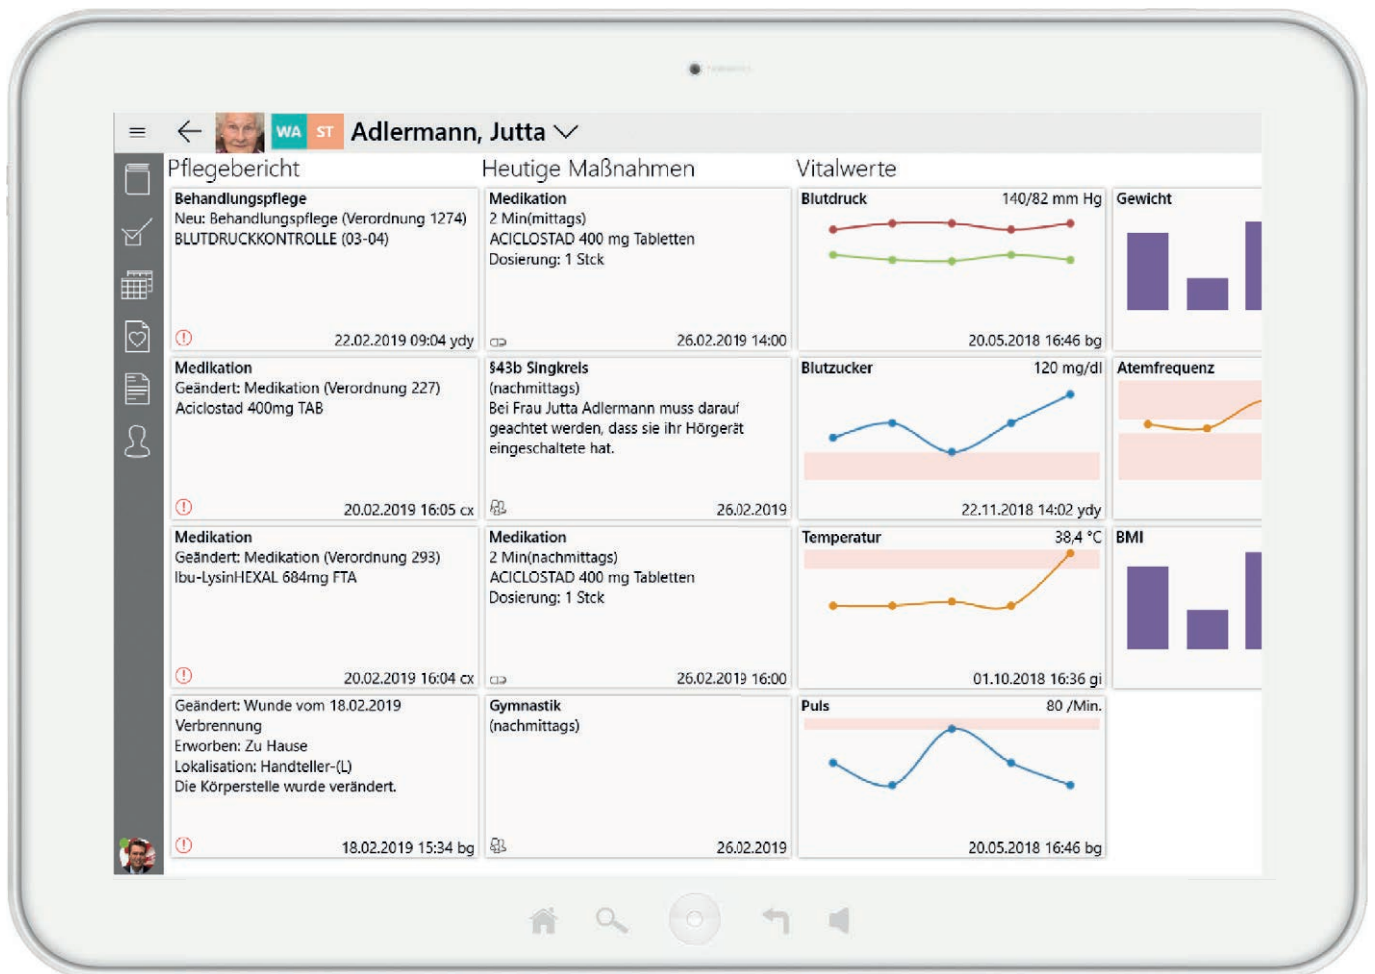 WA ST Adlermann, Jutta
Pflegebericht
Behandlungspflege
Neu: Behandlungspflege (Verordnung 1274)
BLUTDRUCKKONTROLLE (03-04)
22.02.2019 09:04 ydy
Medikation
Geändert: Medikation (Verordnung 227)
Aciclostad 400mg TAB
20.02.2019 16:05 cx
Medikation
Geändert: Medikation (Verordnung 293)
Ibu-LysinHEXAL 684mg FTA
20.02.2019 16:04 cx
Geändert: Wunde vom 18.02.2019
Verbrennung
Erworben: Zu Hause
Lokalisation: Handteller-(L)
Die Körperstelle wurde verändert.
18.02.2019 15:34 bg
Heutige Maßnahmen
Medikation
2 Min(mittags)
ACICLOSTAD 400 mg Tabletten
Dosierung: 1 Stck
26.02.2019 14:00
§43b Singkreis
(nachmittags)
Bei Frau Jutta Adlermann muss darauf
geachtet werden, dass sie ihr Hörgerät
eingeschaltete hat.
26.02.2019
Medikation
2 Min(nachmittags)
ACICLOSTAD 400 mg Tabletten
Dosierung: 1 Stck
26.02.2019 16:00
Gymnastik
(nachmittags)
26.02.2019
Vitalwerte
Blutdruck 140/82 mm Hg
20.05.2018 16:46 bg
Blutzucker 120 mg/dl
22.11.2018 14:02 ydy
Temperatur 38,4 °C
01.10.2018 16:36 gi
Puls 80 /Min.
20.05.2018 16:46 bg
Gewicht
Atemfrequenz
BMI